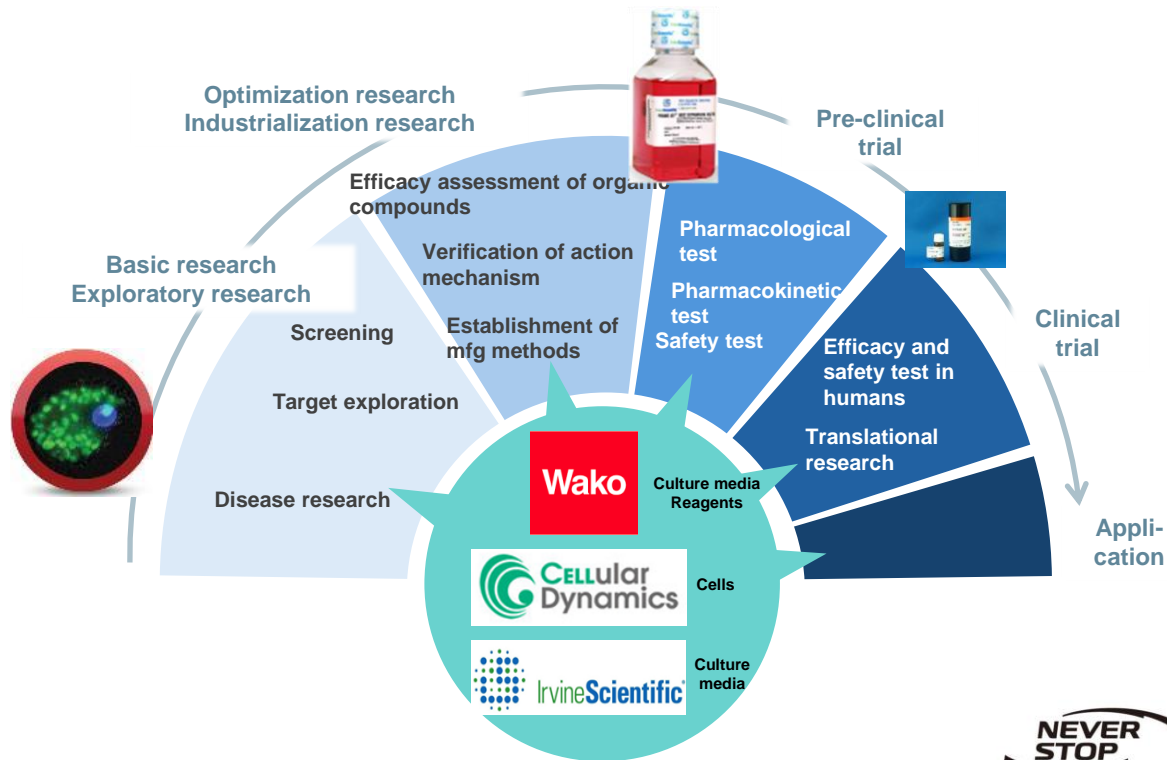 Optimization research
Industrialization research
Pre-clinical
trial
Efficacy assessment of organic
compounds
Verification of action
mechanism
Establishment of
mfg methods
Pharmacological
test
Pharmacokinetic
test
Safety test
Basic research
Exploratory research
Screening
Target exploration
Disease research
Clinical
trial
Efficacy and
safety test in
humans
Translational
research
Appli-
cation
Wako
Culture media
Reagents
CELLular
Dynamics
Cells
IrvineScientific
Culture
media
NEVER
STOP